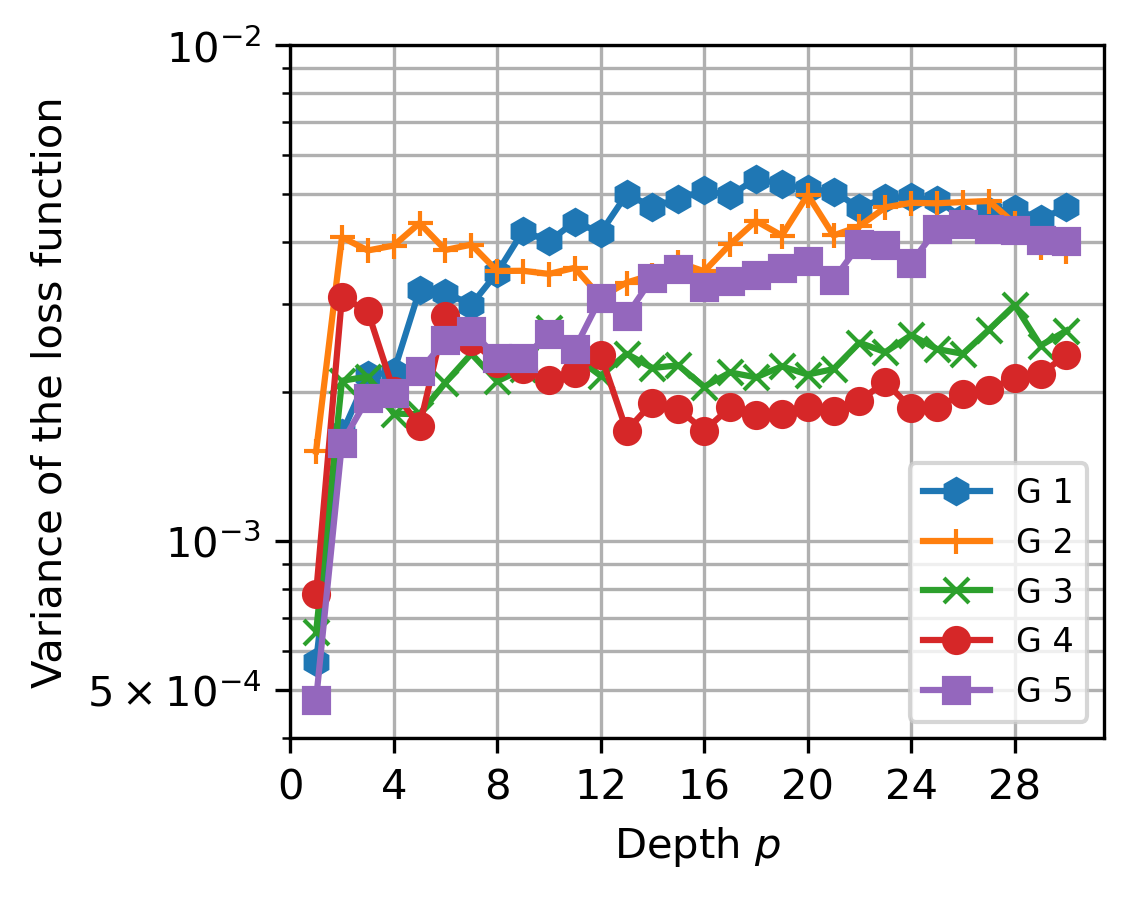 Variance of the loss function
10⁻²
10⁻³
5 × 10⁻⁴
0 4 8 12 16 20 24 28
Depth p
G 1
G 2
G 3
G 4
G 5